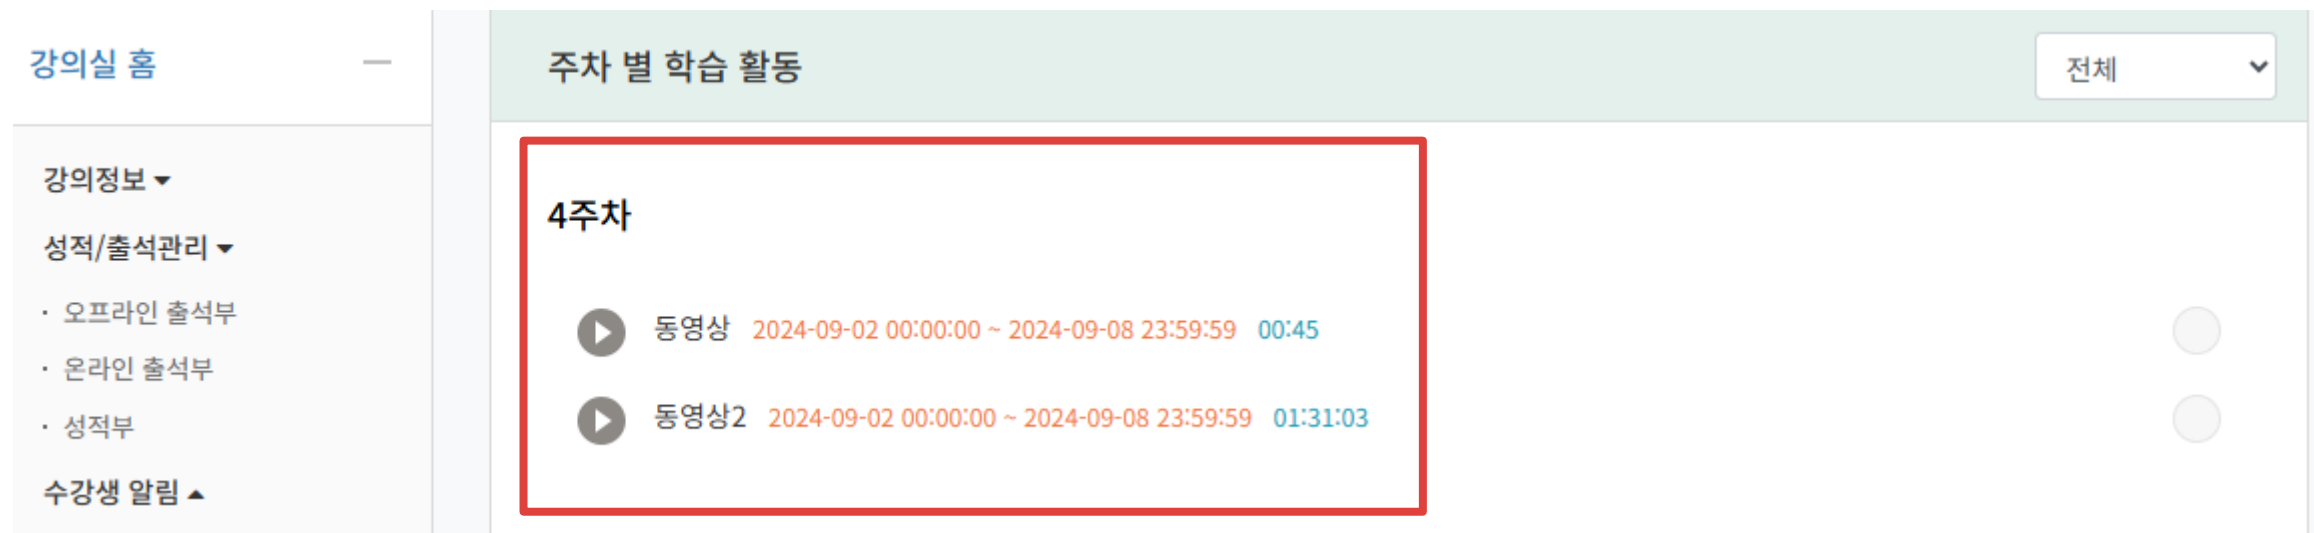 강의실 홈
강의정보
성적/출석관리
· 오프라인 출석부
· 온라인 출석부
· 성적부
수강생 알림
주차 별 학습 활동
전체
4주차
동영상 2024-09-02 00:00:00 ~ 2024-09-08 23:59:59 00:45
동영상2 2024-09-02 00:00:00 ~ 2024-09-08 23:59:59 01:31:03